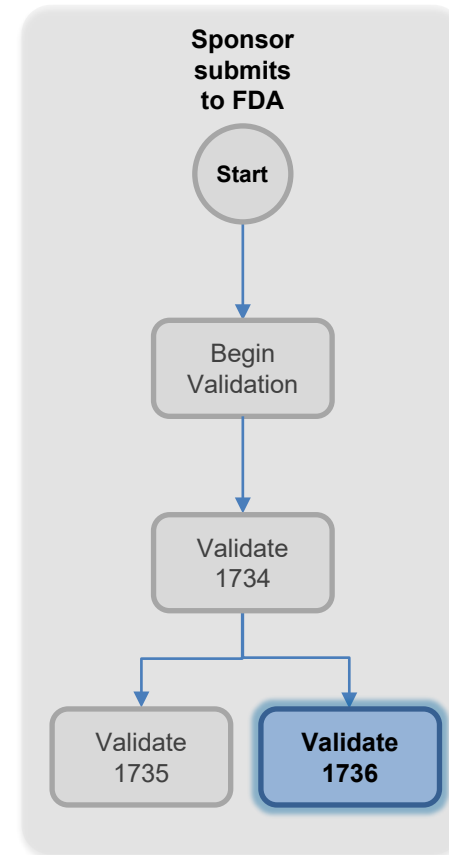 Sponsor
submits
to FDA
Start
Begin
Validation
Validate
1734
Validate
1735
Validate
1736